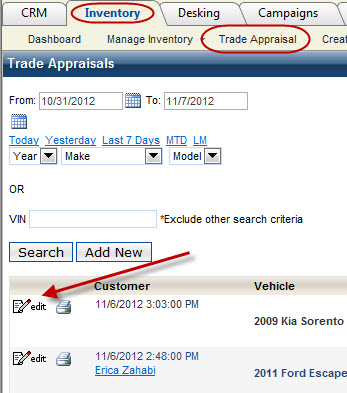 CRM Inventory Desking Campaigns
Dashboard Manage Inventory Trade Appraisal Creat
Trade Appraisals
From: 10/31/2012 To: 11/7/2012
Today Yesterday Last 7 Days MTD LM
Year Make Model
OR
VIN *Exclude other search criteria
Search Add New
Customer Vehicle
edit 11/6/2012 3:03:00 PM
2009 Kia Sorento
edit 11/6/2012 2:48:00 PM
Erica Zahabi
2011 Ford Escape